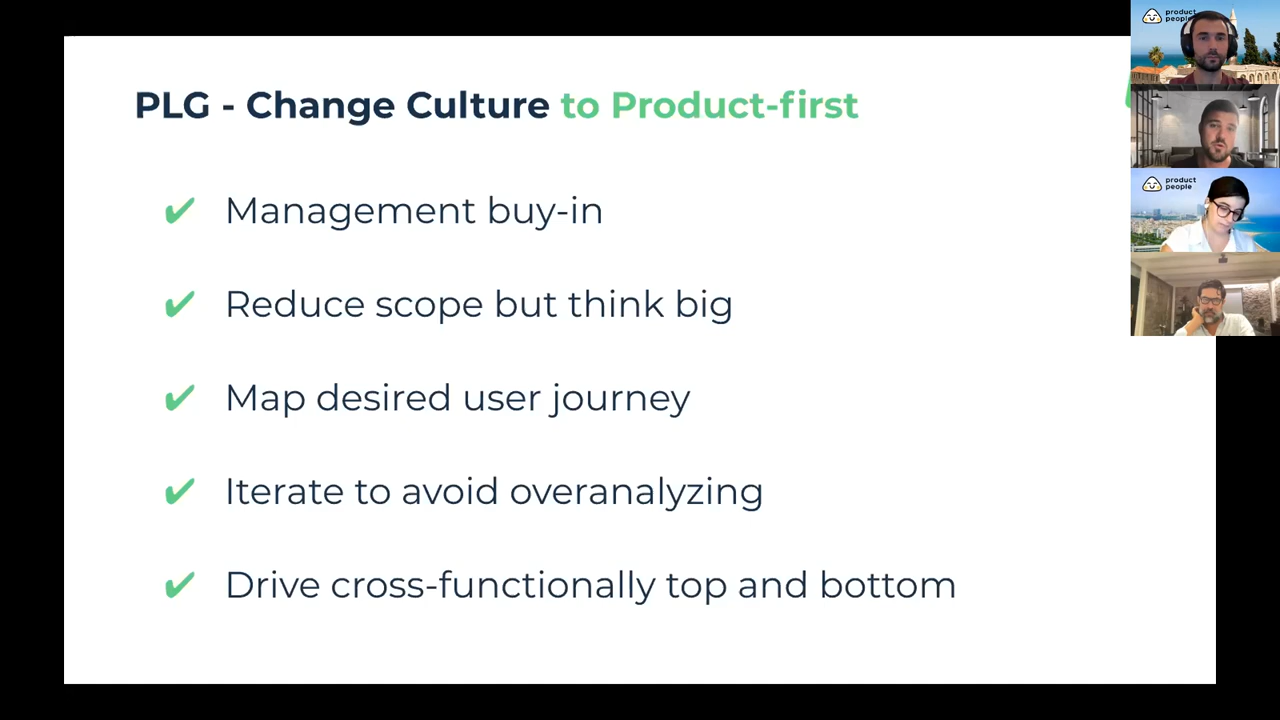 PLG - Change Culture to Product-first
✔ Management buy-in
✔ Reduce scope but think big
✔ Map desired user journey
✔ Iterate to avoid overanalyzing
✔ Drive cross-functionally top and bottom
product
people
product
people